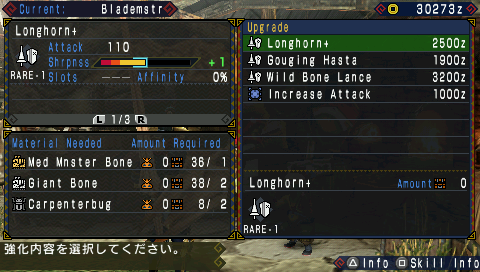 Current: Blademstr
30273z
Longhorn+
Attack 110
Shrpnss +1
RARE-1 Slots --- Affinity 0%
L 1/3 R
Material Needed Amount Required
Med Mnster Bone 0 36/ 1
Giant Bone 0 38/ 2
Carpenterbug 0 8/ 2
Upgrade
Longhorn+ 2500z
Gouging Hasta 1900z
Wild Bone Lance 3200z
Increase Attack 1000z
Longhorn+ Amount 0
RARE-1
強化内容を選択してください。
△Info □Skill Info